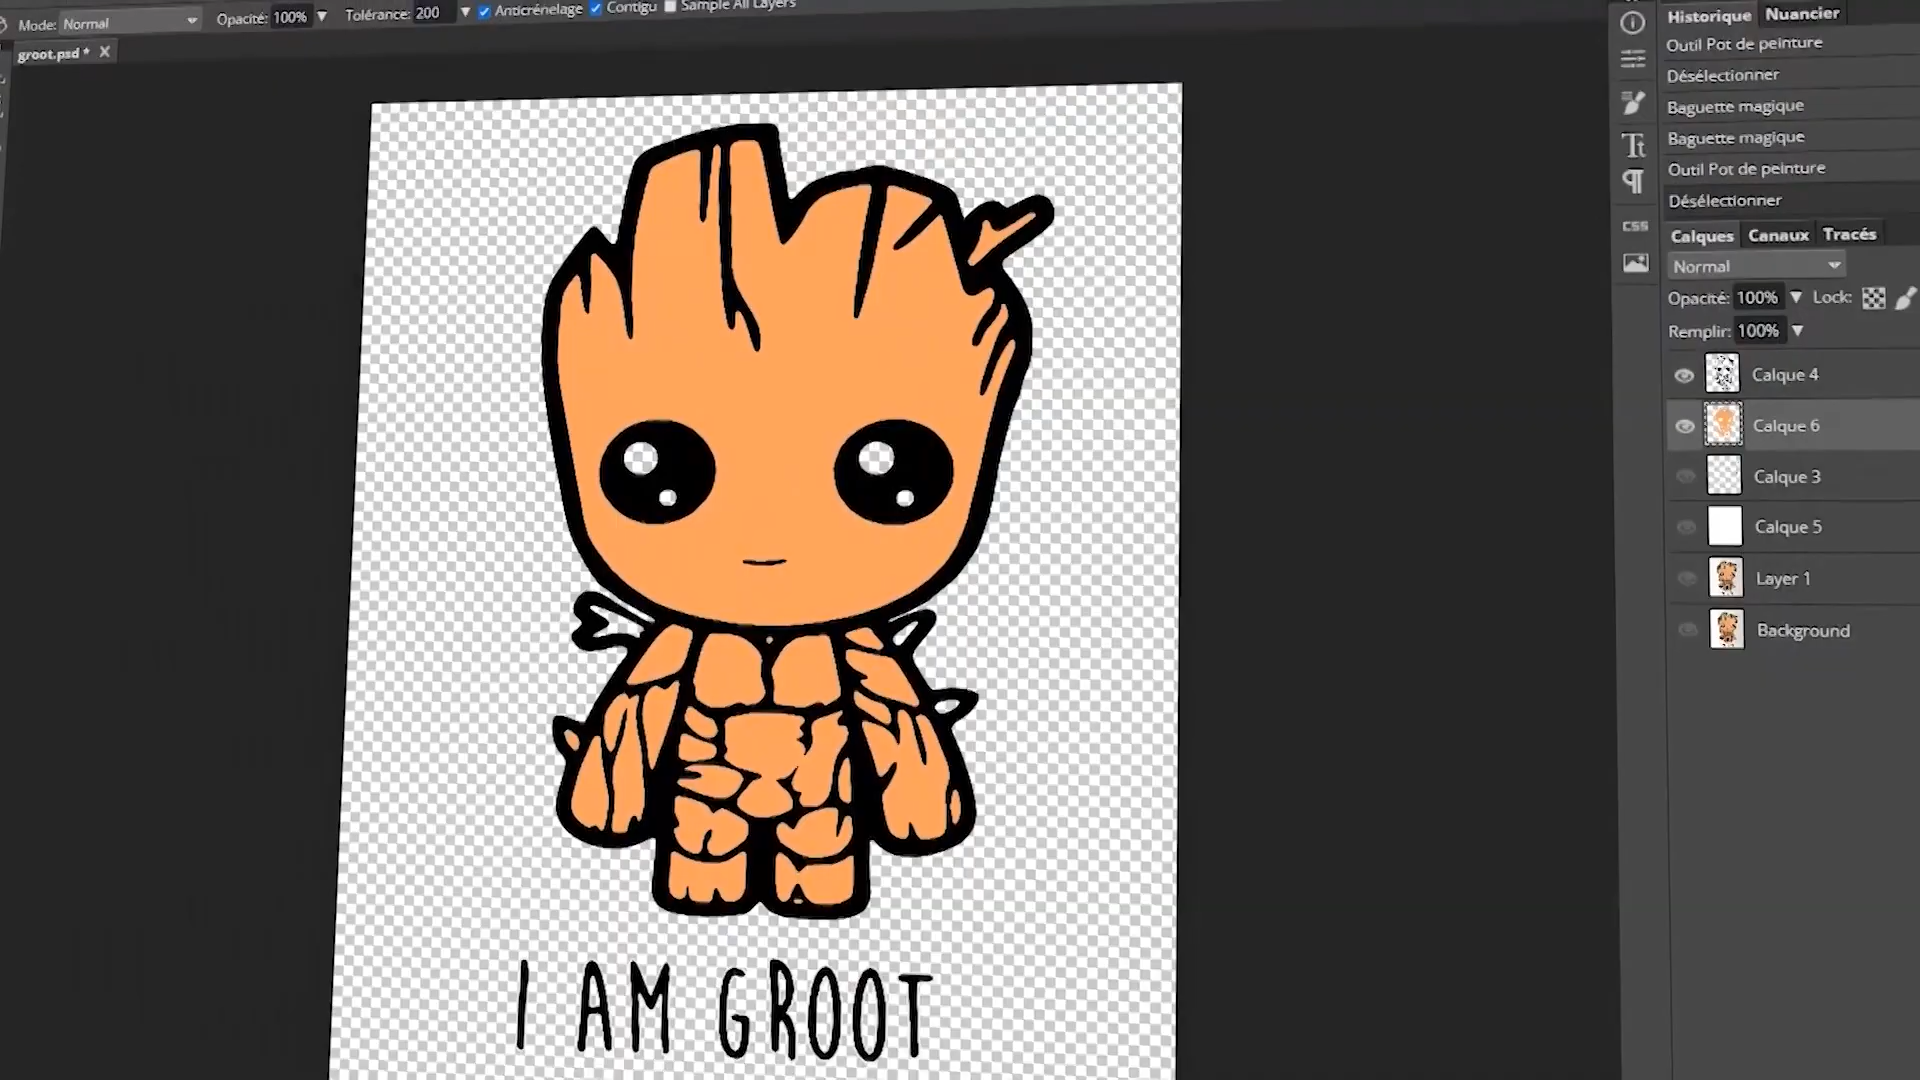 Mode: Normal Opacité: 100% Tolérance: 200 Anticrénelage Contigu Sample All Layers
groot.psd *
I AM GROOT
Historique Nuancier
Outil Pot de peinture
Désélectionner
Baguette magique
Baguette magique
Outil Pot de peinture
Désélectionner
CSS
Calques Canaux Tracés
Normal
Opacité: 100% Lock:
Remplir: 100%
Calque 4
Calque 6
Calque 3
Calque 5
Layer 1
Background